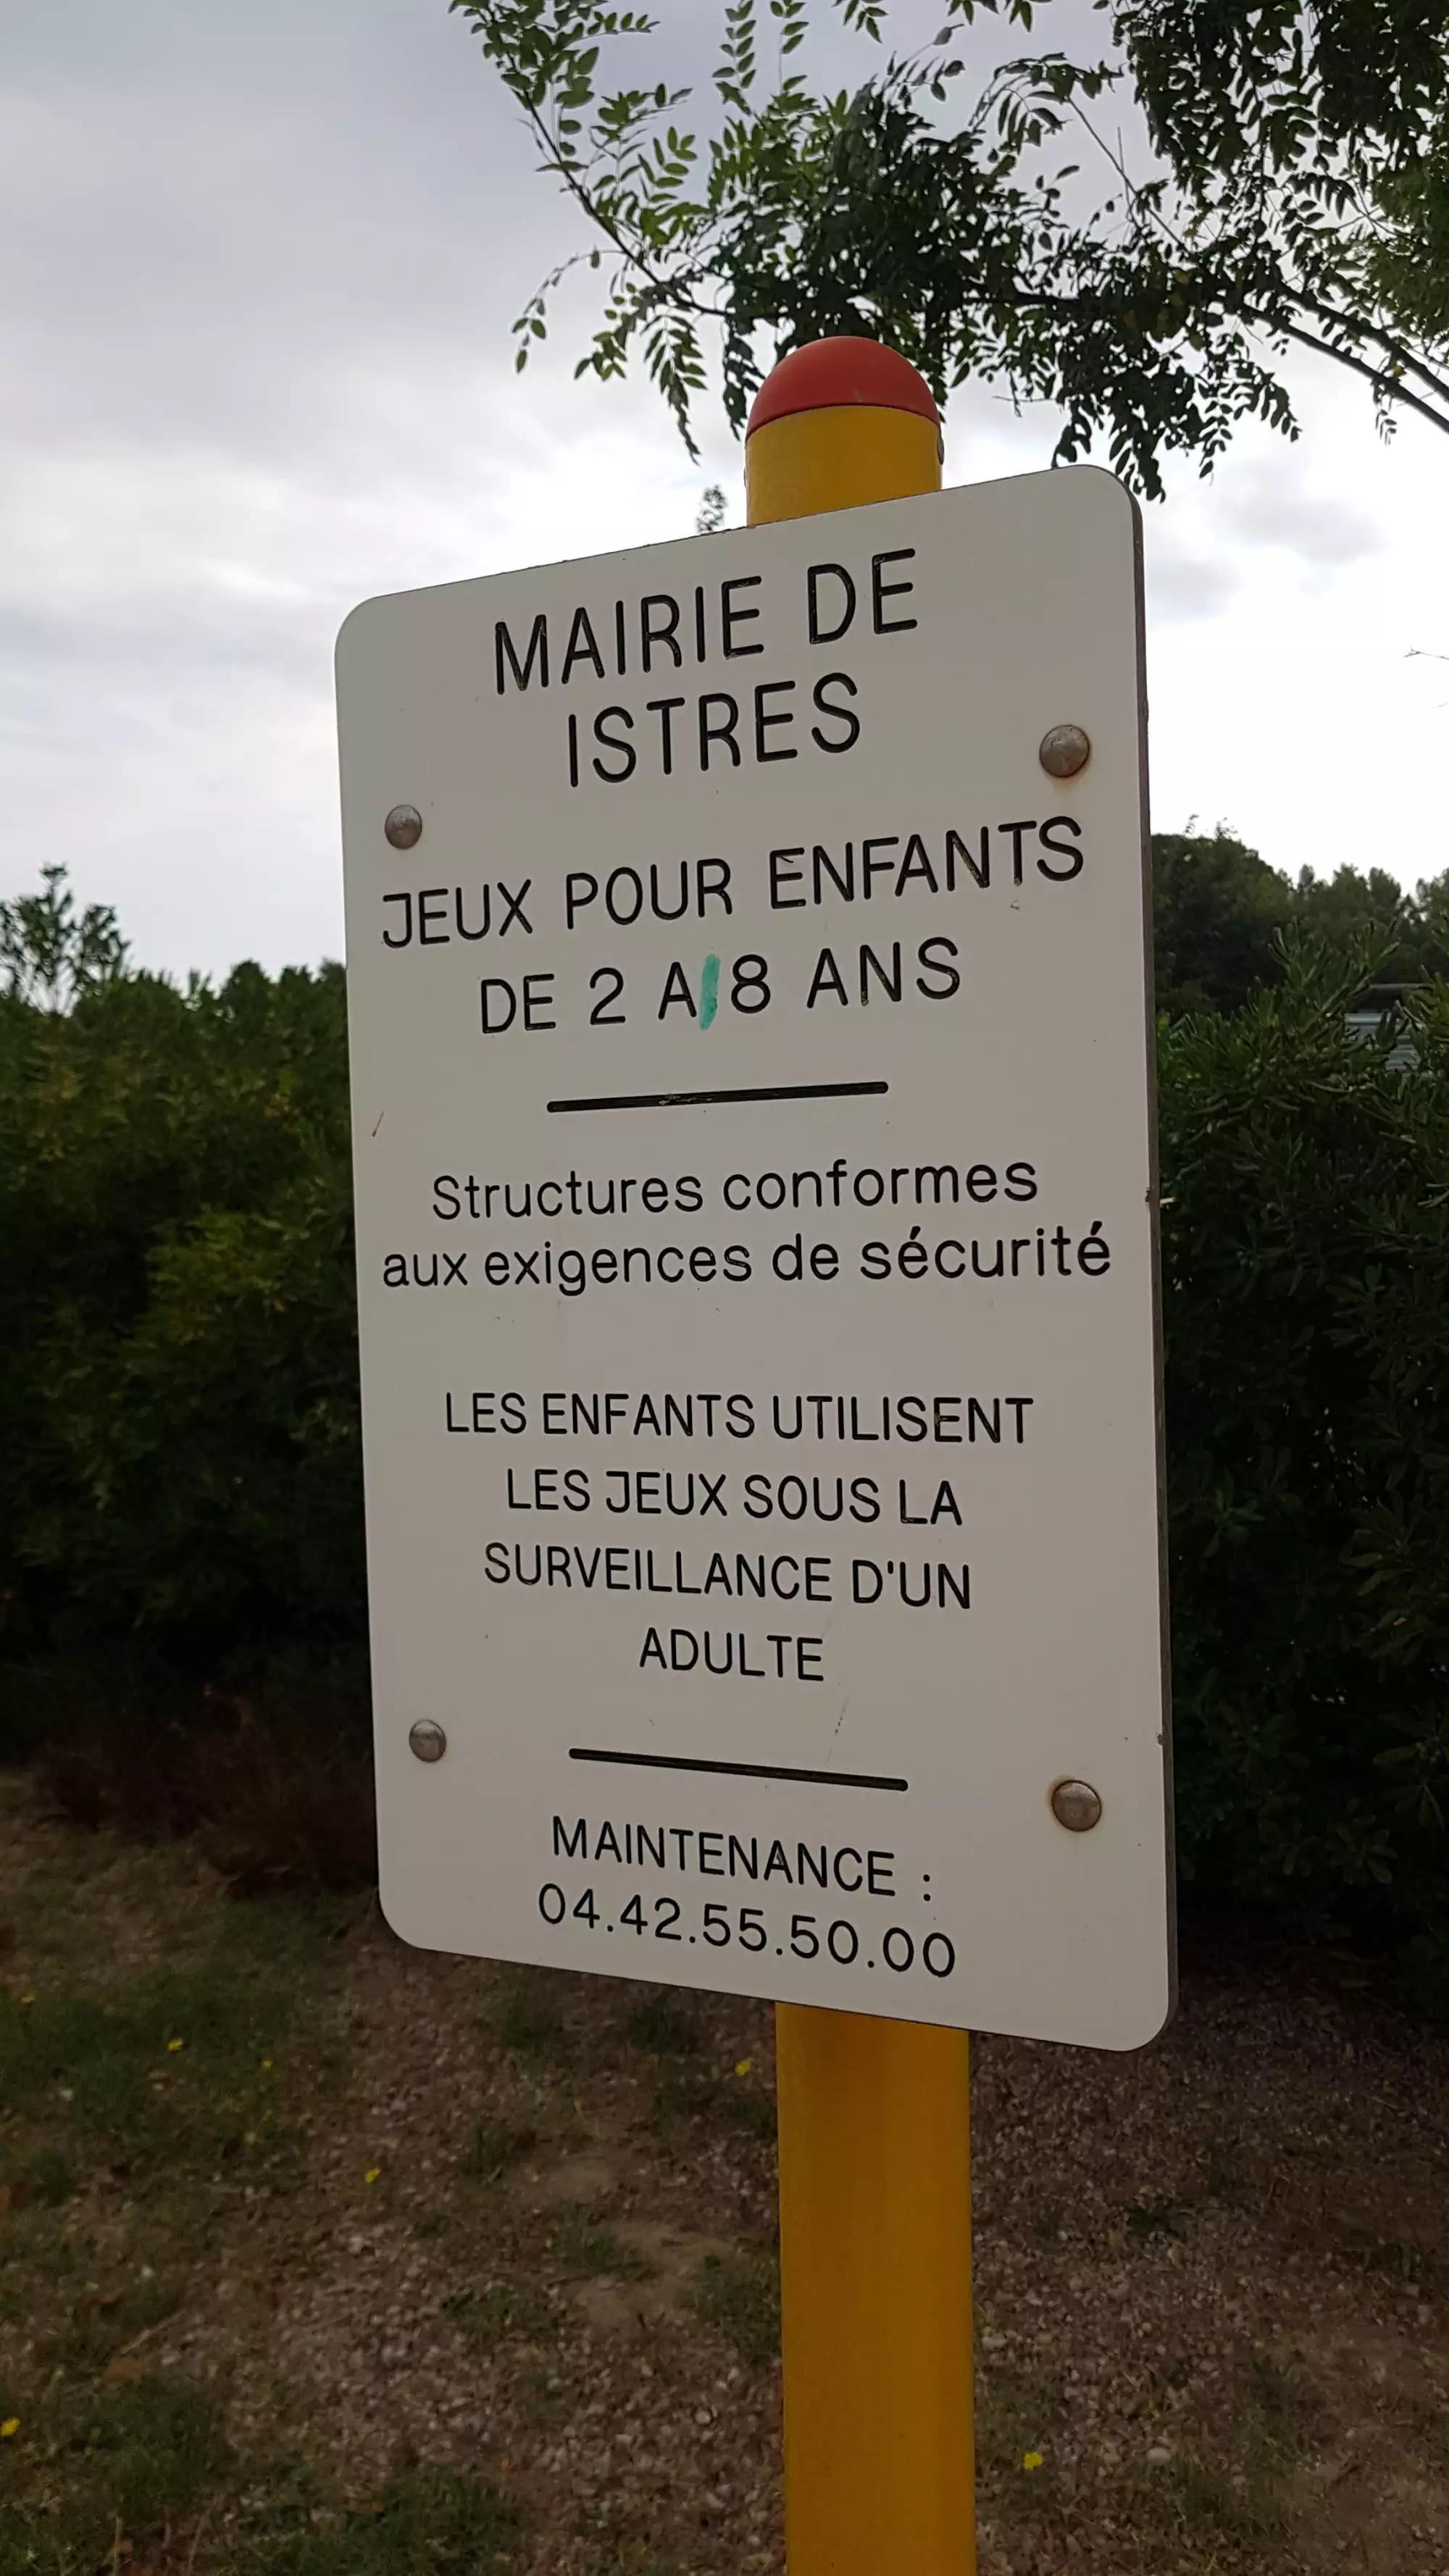 MAIRIE DE
ISTRES
JEUX POUR ENFANTS
DE 2 A 8 ANS
Structures conformes
aux exigences de sécurité
LES ENFANTS UTILISENT
LES JEUX SOUS LA
SURVEILLANCE D'UN
ADULTE
MAINTENANCE :
04.42.55.50.00